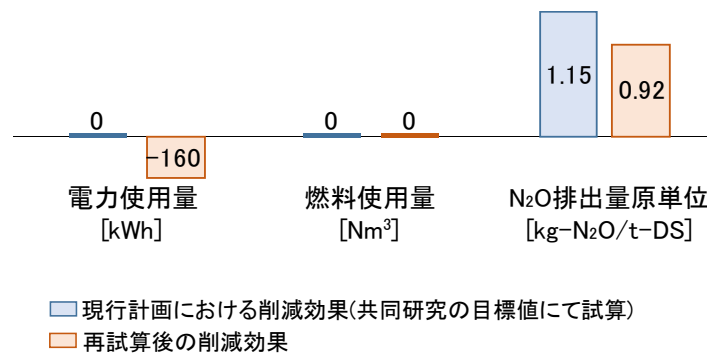 0
-160
0
0
1.15
0.92
電力使用量
[kWh]
燃料使用量
[Nm³]
N₂O排出量原単位
[kg-N₂O/t-DS]
現行計画における削減効果(共同研究の目標値にて試算)
再試算後の削減効果